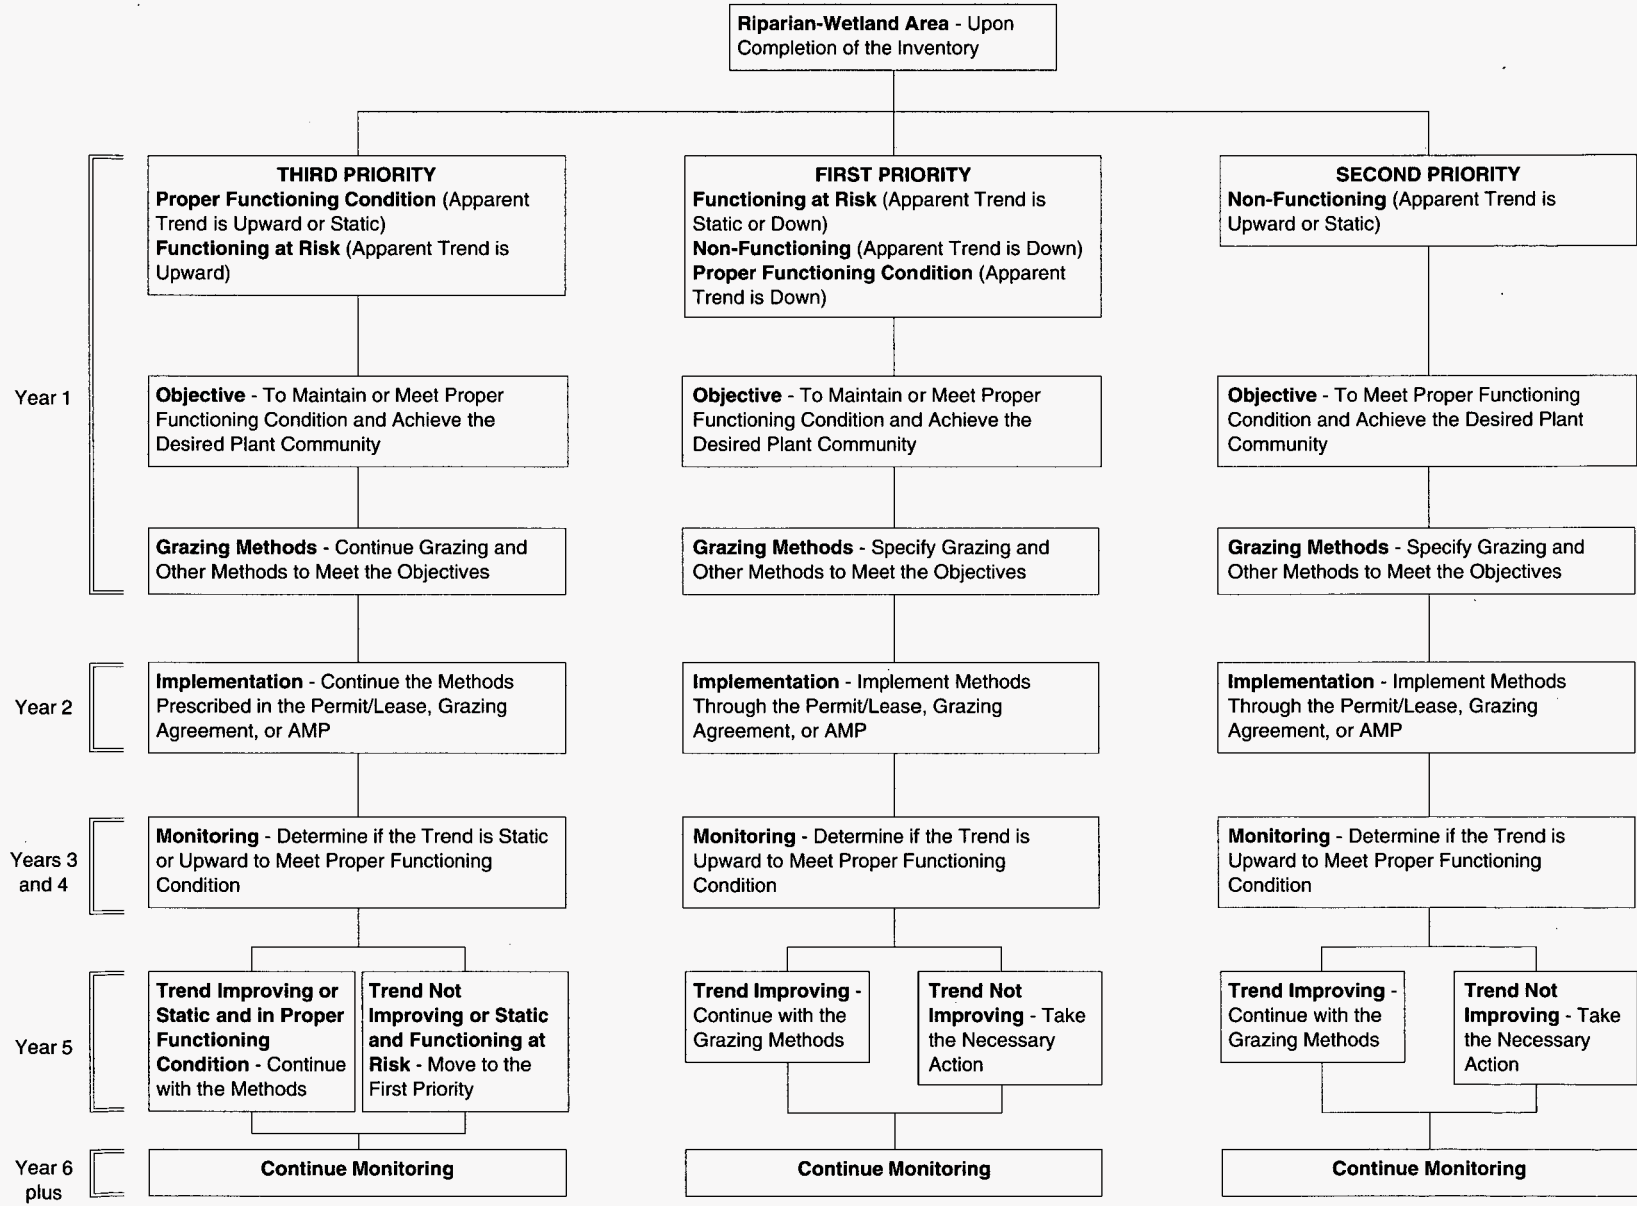 Riparian-Wetland Area - Upon
Completion of the Inventory
THIRD PRIORITY
Proper Functioning Condition (Apparent
Trend is Upward or Static)
Functioning at Risk (Apparent Trend is
Upward)
FIRST PRIORITY
Functioning at Risk (Apparent Trend is
Static or Down)
Non-Functioning (Apparent Trend is Down)
Proper Functioning Condition (Apparent
Trend is Down)
SECOND PRIORITY
Non-Functioning (Apparent Trend is
Upward or Static)
Year 1
Objective - To Maintain or Meet Proper
Functioning Condition and Achieve the
Desired Plant Community
Objective - To Maintain or Meet Proper
Functioning Condition and Achieve the
Desired Plant Community
Objective - To Meet Proper Functioning
Condition and Achieve the Desired Plant
Community
Grazing Methods - Continue Grazing and
Other Methods to Meet the Objectives
Grazing Methods - Specify Grazing and
Other Methods to Meet the Objectives
Grazing Methods - Specify Grazing and
Other Methods to Meet the Objectives
Year 2
Implementation - Continue the Methods
Prescribed in the Permit/Lease, Grazing
Agreement, or AMP
Implementation - Implement Methods
Through the Permit/Lease, Grazing
Agreement, or AMP
Implementation - Implement Methods
Through the Permit/Lease, Grazing
Agreement, or AMP
Years 3
and 4
Monitoring - Determine if the Trend is Static
or Upward to Meet Proper Functioning
Condition
Monitoring - Determine if the Trend is
Upward to Meet Proper Functioning
Condition
Monitoring - Determine if the Trend is
Upward to Meet Proper Functioning
Condition
Year 5
Trend Improving or
Static and in Proper
Functioning
Condition - Continue
with the Methods
Trend Not
Improving or Static
and Functioning at
Risk - Move to the
First Priority
Trend Improving -
Continue with the
Grazing Methods
Trend Not
Improving - Take
the Necessary
Action
Trend Improving -
Continue with the
Grazing Methods
Trend Not
Improving - Take
the Necessary
Action
Year 6
plus
Continue Monitoring
Continue Monitoring
Continue Monitoring